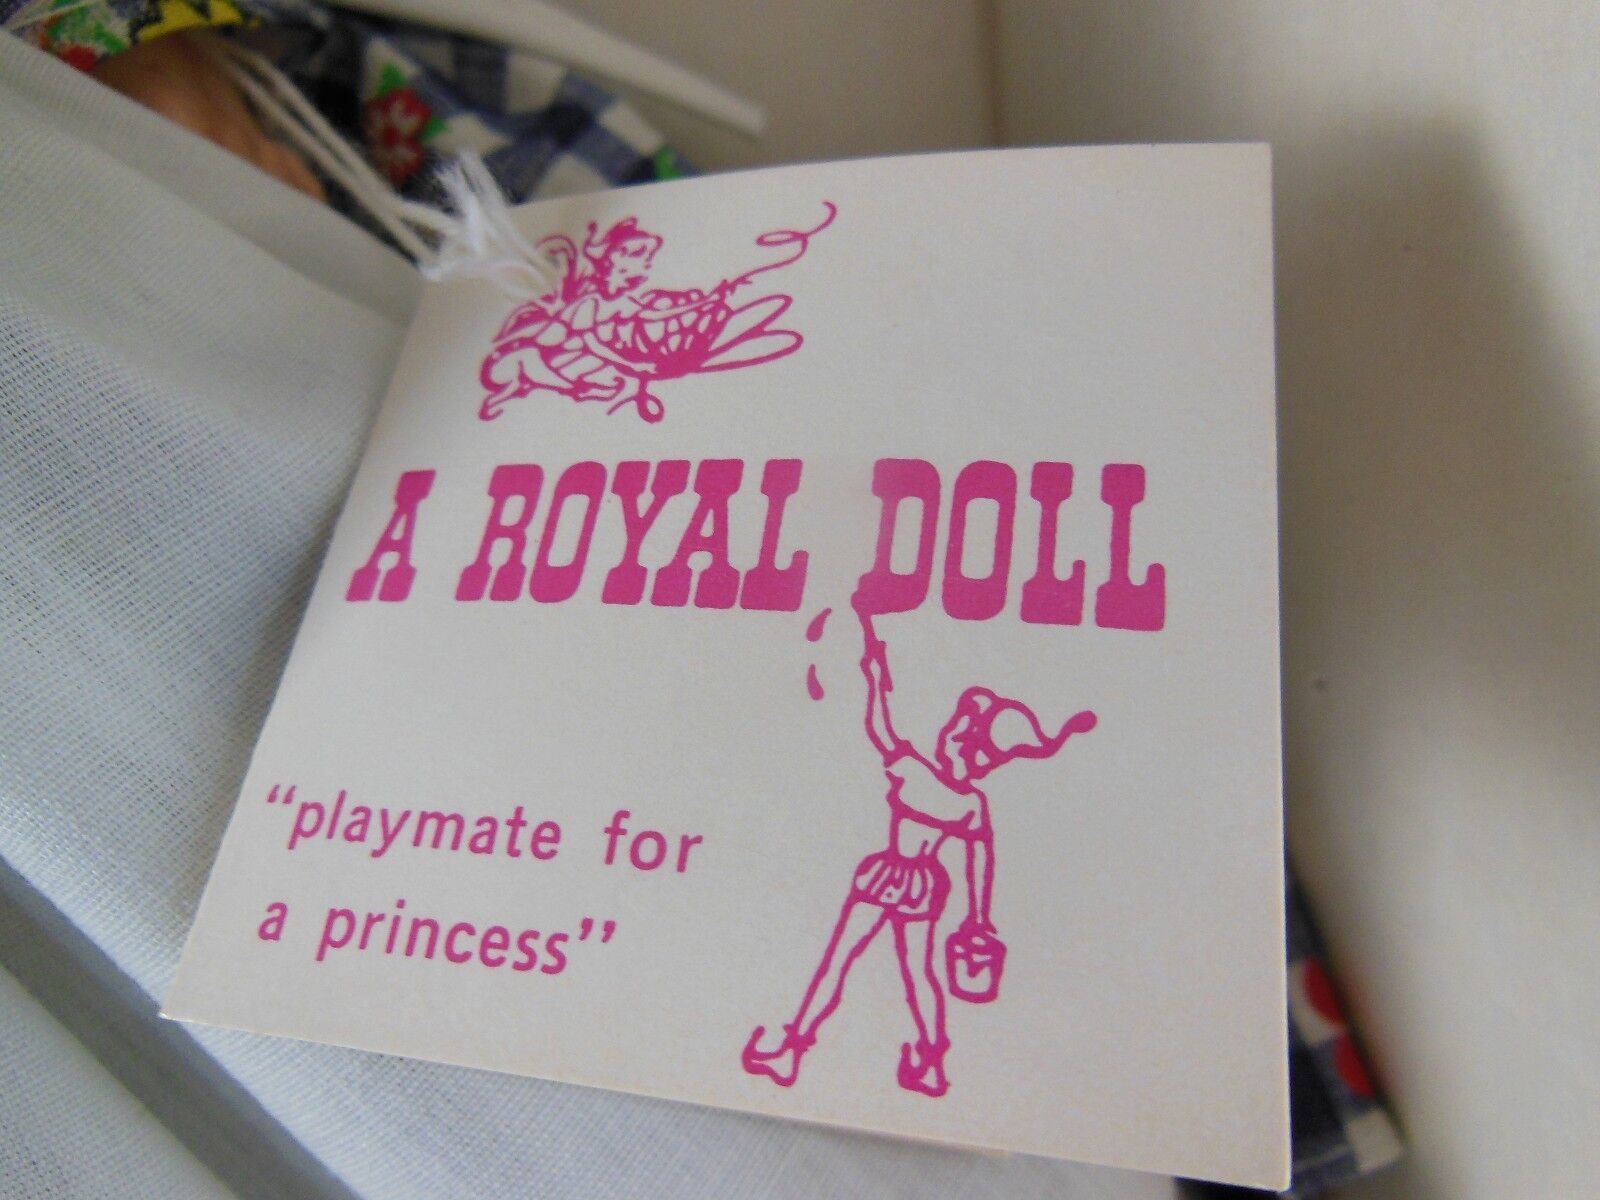 A ROYAL DOLL
“playmate for
a princess”